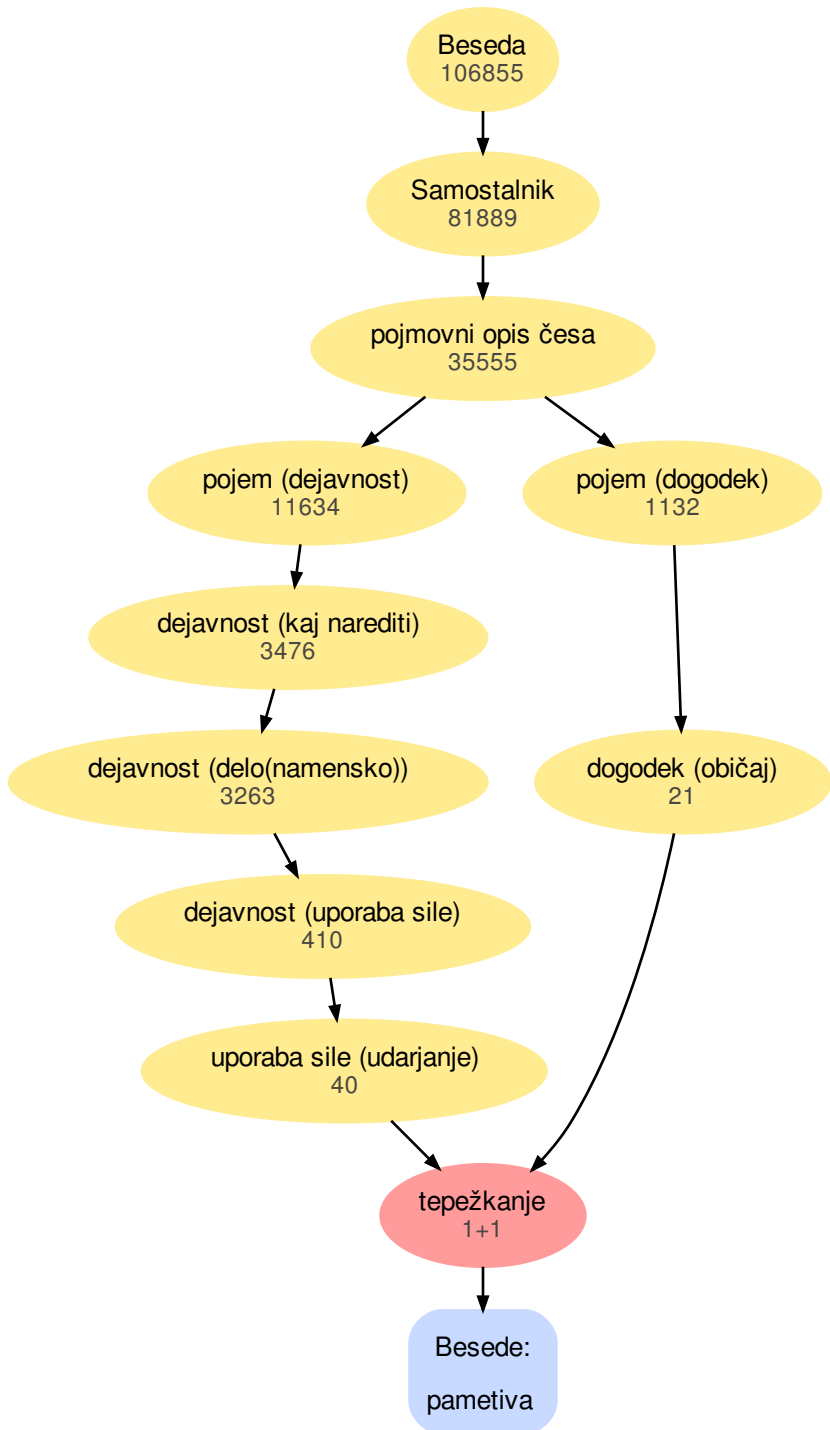 Beseda
106855
Samostalnik
81889
pojmovni opis česa
35555
pojem (dejavnost)
11634
pojem (dogodek)
1132
dejavnost (kaj narediti)
3476
dejavnost (delo(namensko))
3263
dogodek (običaj)
21
dejavnost (uporaba sile)
410
uporaba sile (udarjanje)
40
tepežkanje
1+1
Besede:
pametiva